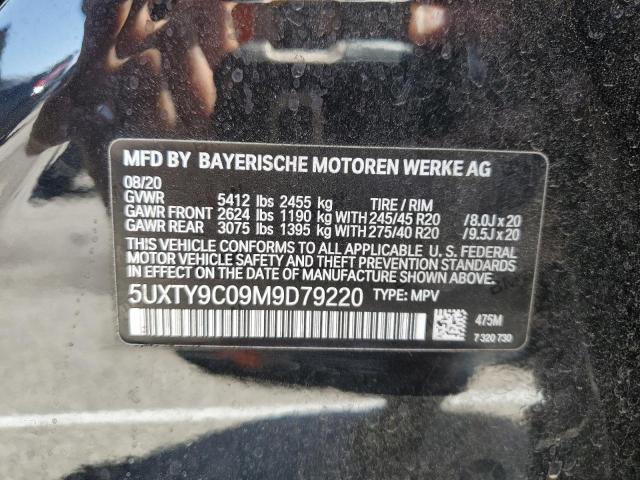 MFD BY BAYERISCHE MOTOREN WERKE AG
08/20
GVWR 5412 lbs 2455 kg TIRE / RIM
GAWR FRONT 2624 lbs 1190 kg WITH 245/45 R20 /8.0J x 20
GAWR REAR 3075 lbs 1395 kg WITH 275/40 R20 /9.5J x 20
THIS VEHICLE CONFORMS TO ALL APPLICABLE U. S. FEDERAL
MOTOR VEHICLE SAFETY AND THEFT PREVENTION STANDARDS
IN EFFECT ON THE DATE OF MANUFACTURE SHOWN ABOVE.
5UXTY9C09M9D79220 TYPE: MPV
475M
7 320 730